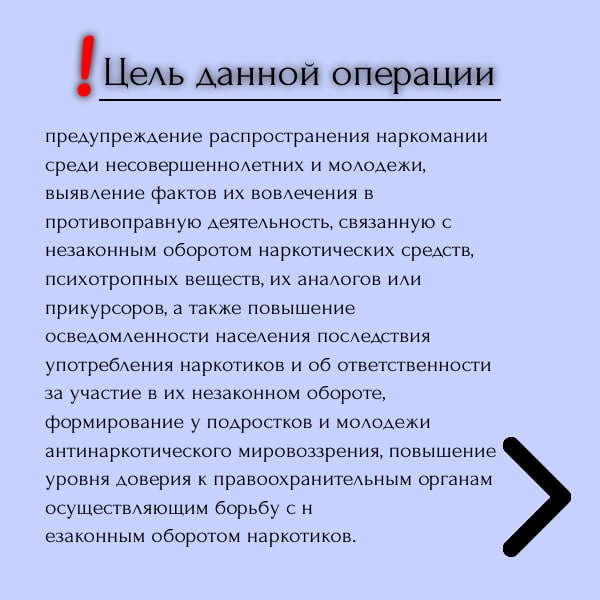 !Цель данной операции
предупреждение распространения наркомании
среди несовершеннолетних и молодежи,
выявление фактов их вовлечения в
противоправную деятельность, связанную с
незаконным оборотом наркотических средств,
психотропных веществ, их аналогов или
прикурсоров, а также повышение
осведомленности населения последствия
употребления наркотиков и об ответственности
за участие в их незаконном обороте,
формирование у подростков и молодежи
антинаркотического мировоззрения, повышение
уровня доверия к правоохранительным органам
осуществляющим борьбу с н
езаконным оборотом наркотиков.